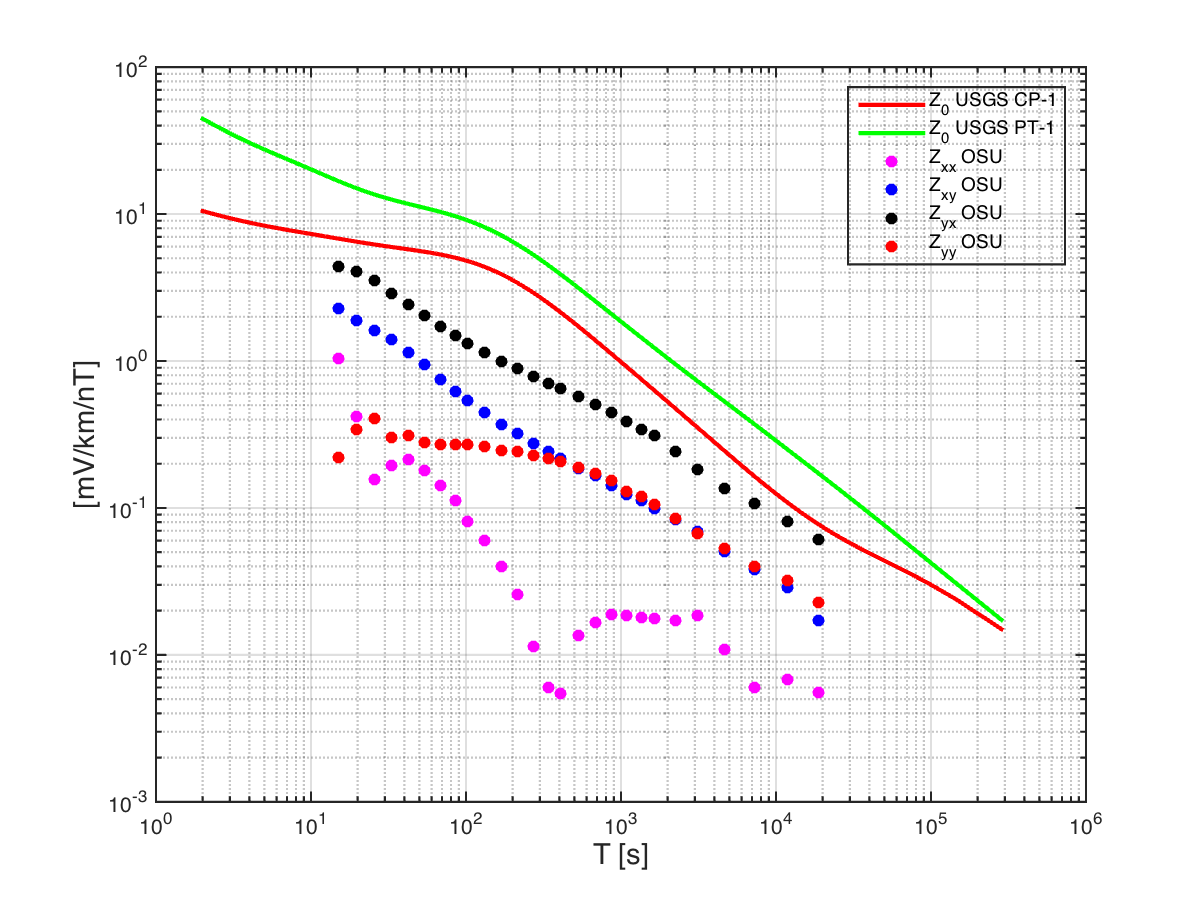 10^2
10^1
10^0
10^-1
10^-2
10^-3
[mV/km/nT]
Z_0 USGS CP-1
Z_0 USGS PT-1
Z_xx OSU
Z_xy OSU
Z_yx OSU
Z_yy OSU
10^0 10^1 10^2 10^3 10^4 10^5 10^6
T [s]